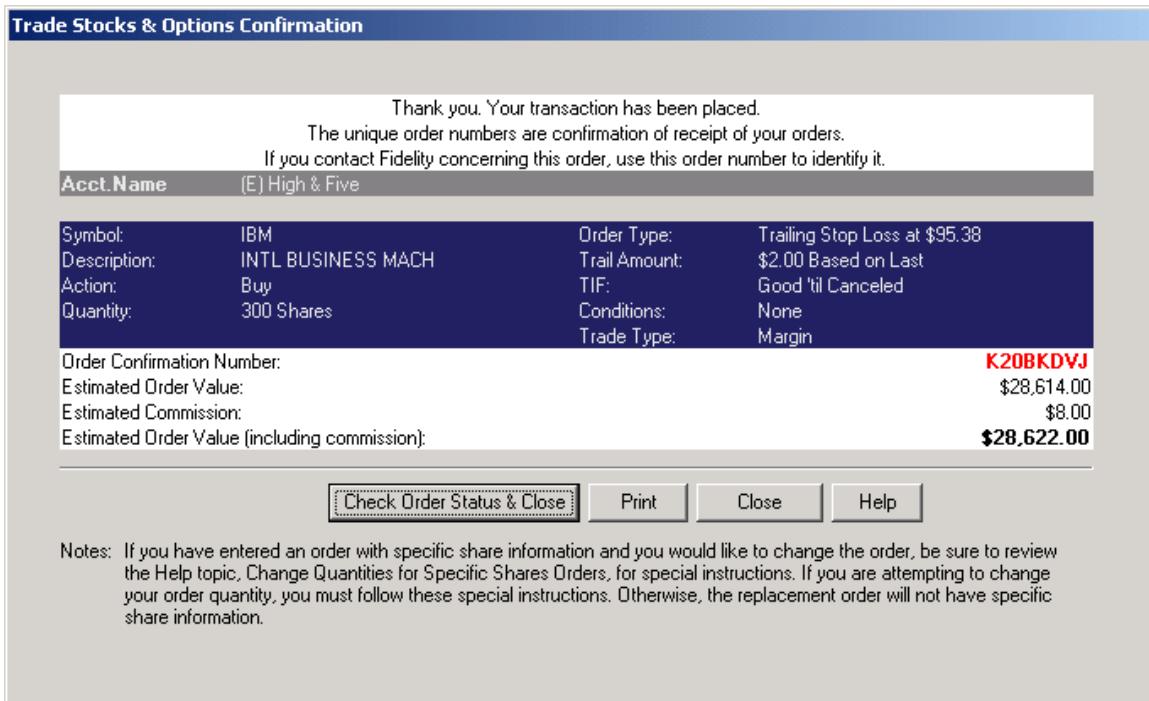 Trade Stocks & Options Confirmation
Thank you. Your transaction has been placed.
The unique order numbers are confirmation of receipt of your orders.
If you contact Fidelity concerning this order, use this order number to identify it.
Acct.Name (E) High & Five
Symbol: IBM Order Type: Trailing Stop Loss at $95.38
Description: INTL BUSINESS MACH Trail Amount: $2.00 Based on Last
Action: Buy TIF: Good 'til Canceled
Quantity: 300 Shares Conditions: None
Trade Type: Margin
Order Confirmation Number: K20BKDVJ
Estimated Order Value: $28,614.00
Estimated Commission: $8.00
Estimated Order Value (including commission): $28,622.00
Check Order Status & Close Print Close Help
Notes: If you have entered an order with specific share information and you would like to change the order, be sure to review
the Help topic, Change Quantities for Specific Shares Orders, for special instructions. If you are attempting to change
your order quantity, you must follow these special instructions. Otherwise, the replacement order will not have specific
share information.